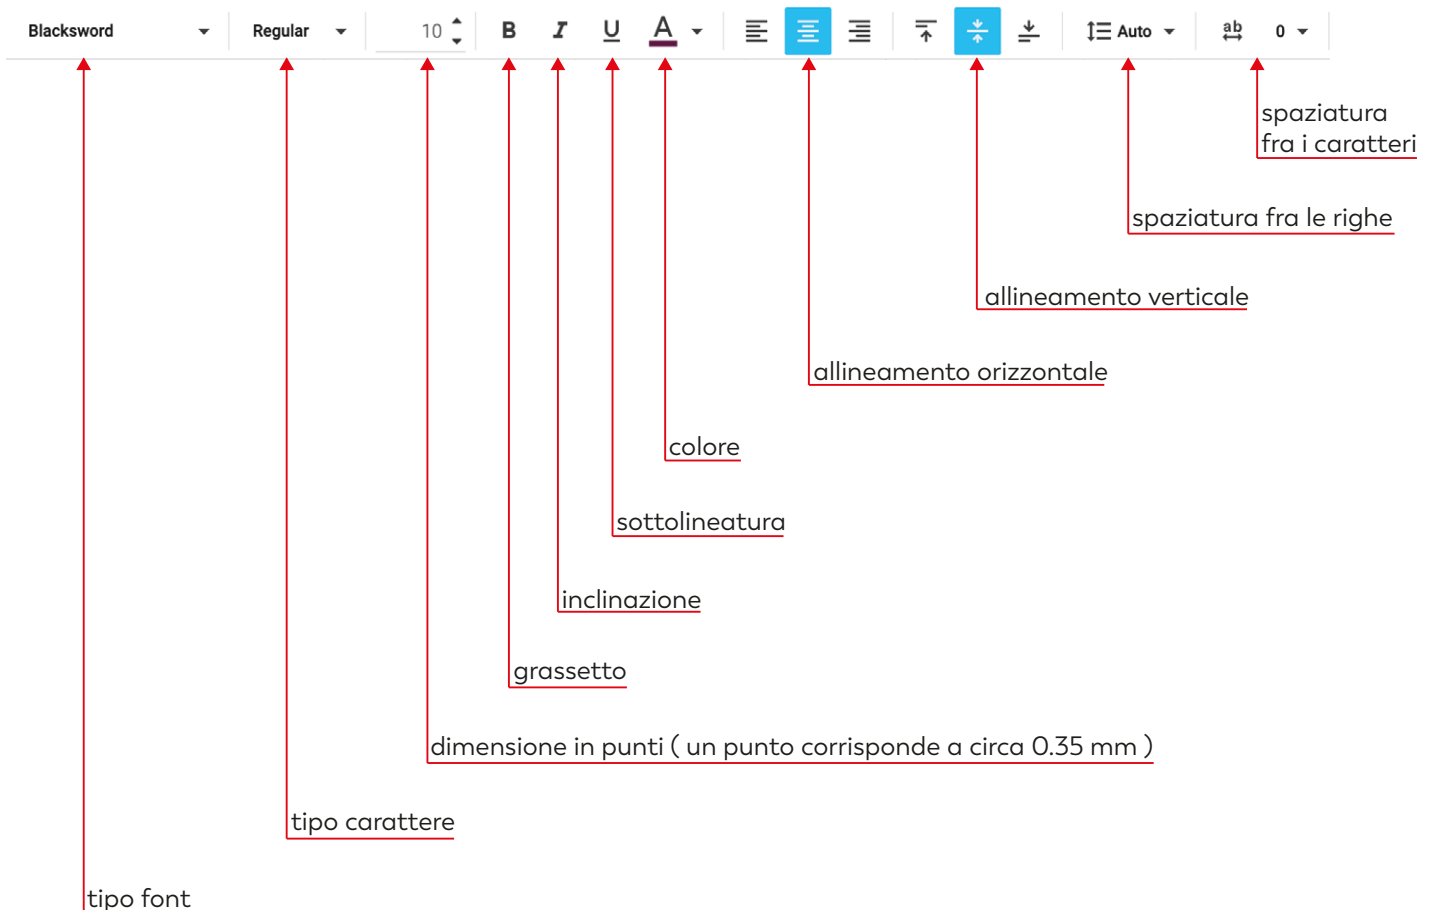 Blacksword Regular 10 B I U A Auto ab 0
spaziatura
fra i caratteri
spaziatura fra le righe
allineamento verticale
allineamento orizzontale
colore
sottolineatura
inclinazione
grassetto
dimensione in punti ( un punto corrisponde a circa 0.35 mm )
tipo carattere
tipo font